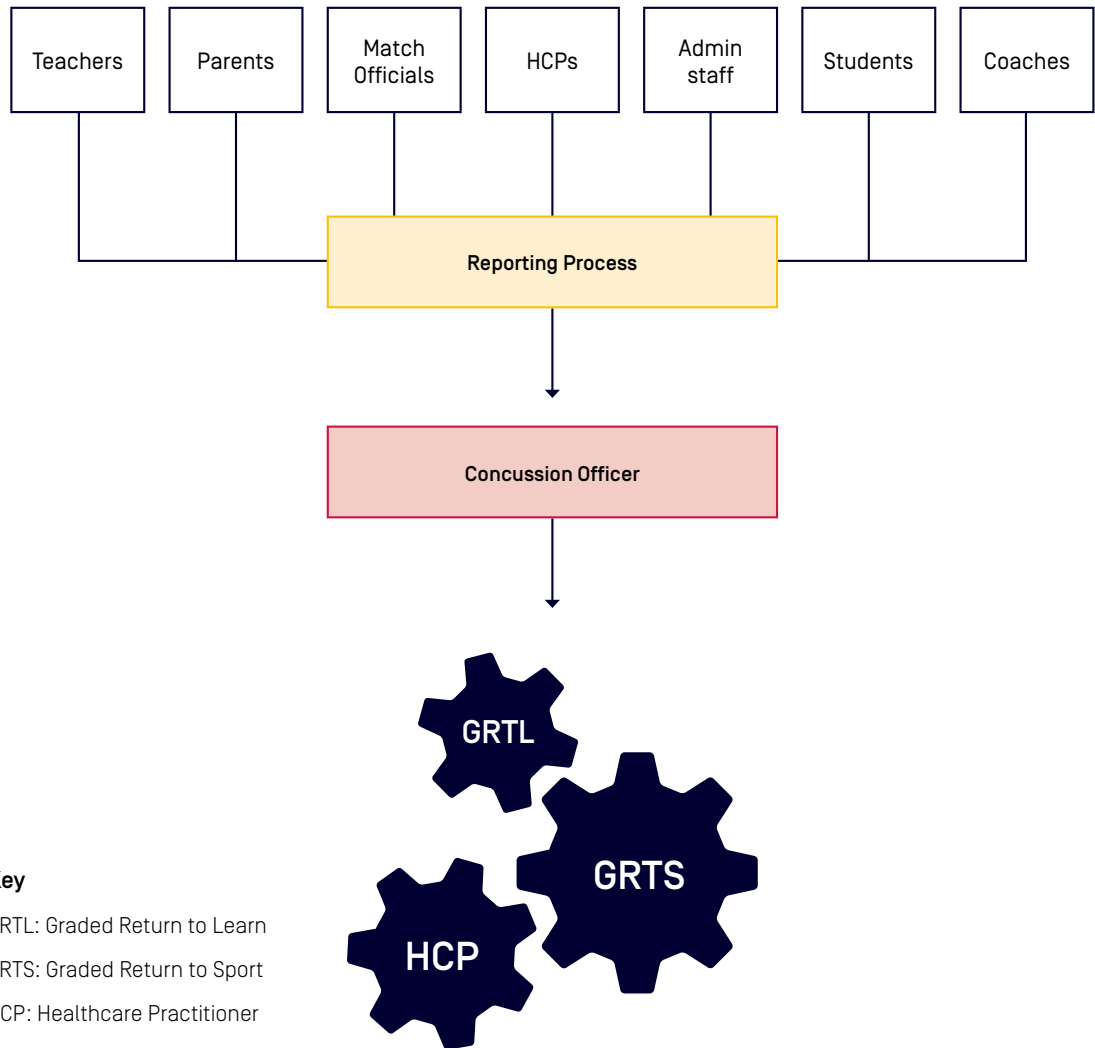 Teachers
Parents
Match
Officials
HCPs
Admin
staff
Students
Coaches
Reporting Process
Concussion Officer
GRTL
GRTS
HCP
ey
RTL: Graded Return to Learn
RTS: Graded Return to Sport
CP: Healthcare Practitioner